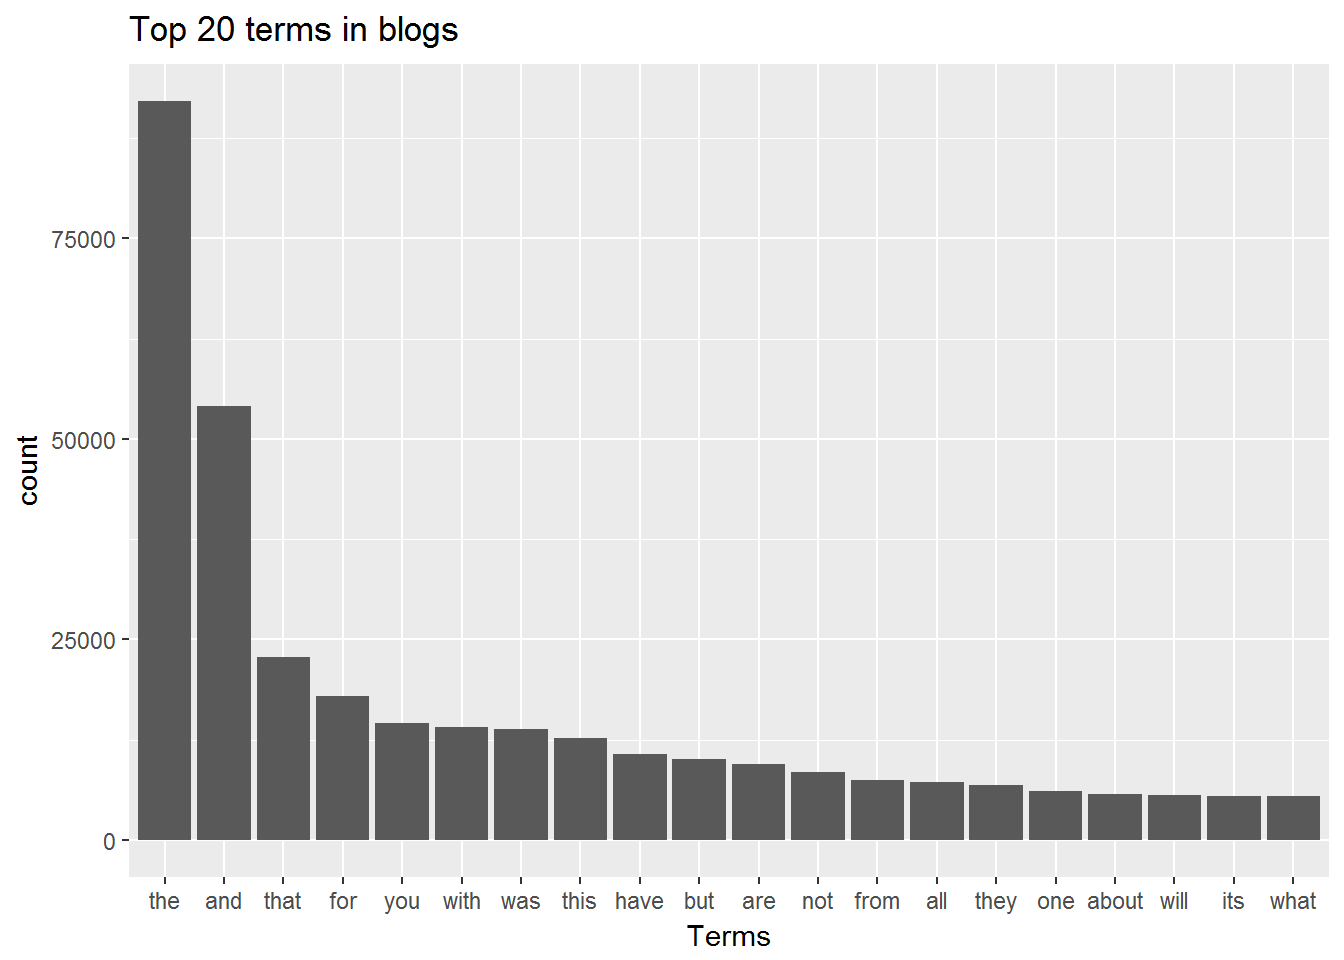 Top 20 terms in blogs
count
75000
50000
25000
0
the and that for you with was this have but are not from all they one about will its what
Terms